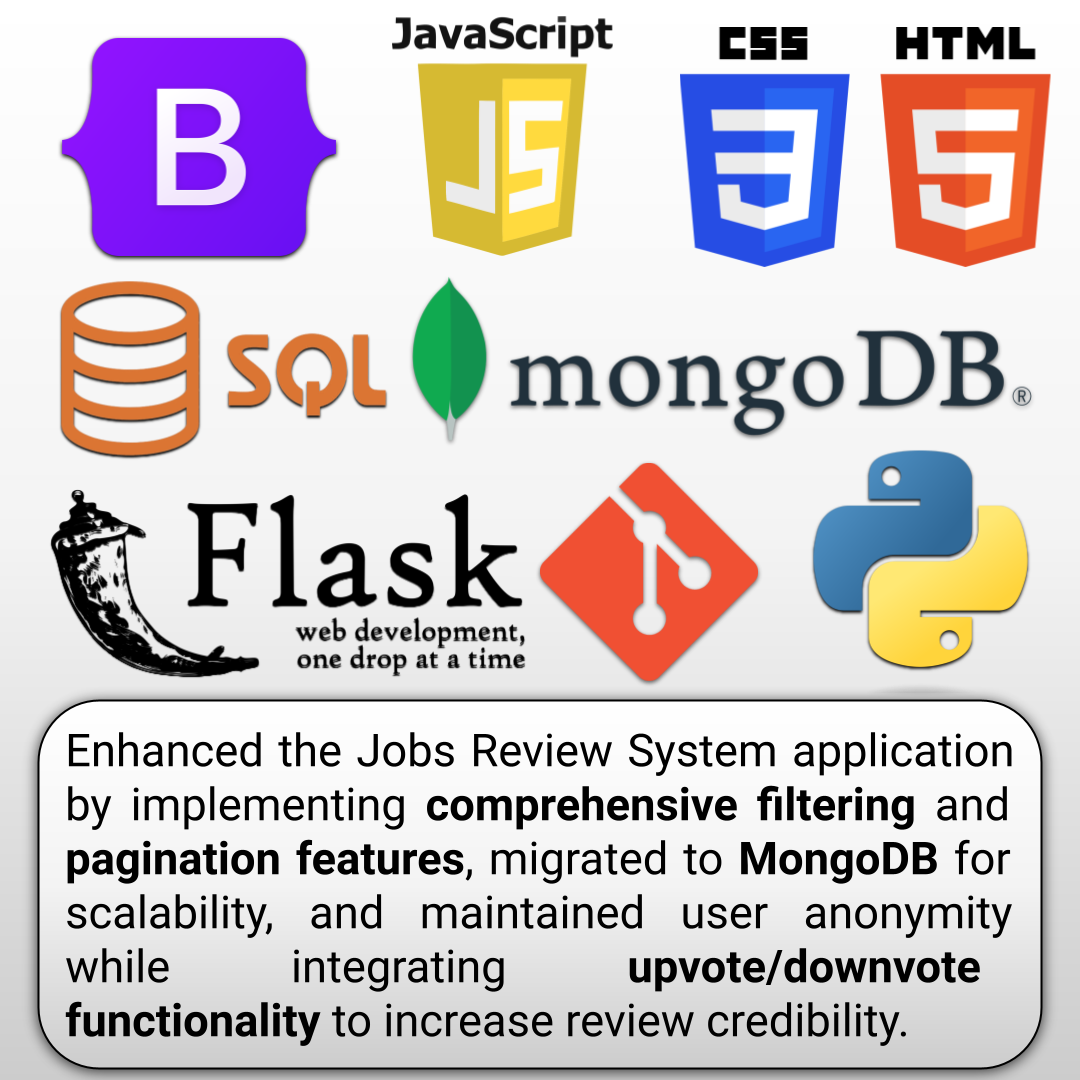 JavaScript
CSS
HTML
B
JS
3
5
SQL
mongoDB®
Flask
web development,
one drop at a time
Enhanced the Jobs Review System application
by implementing comprehensive filtering and
pagination features, migrated to MongoDB for
scalability, and maintained user anonymity
while integrating upvote/downvote
functionality to increase review credibility.